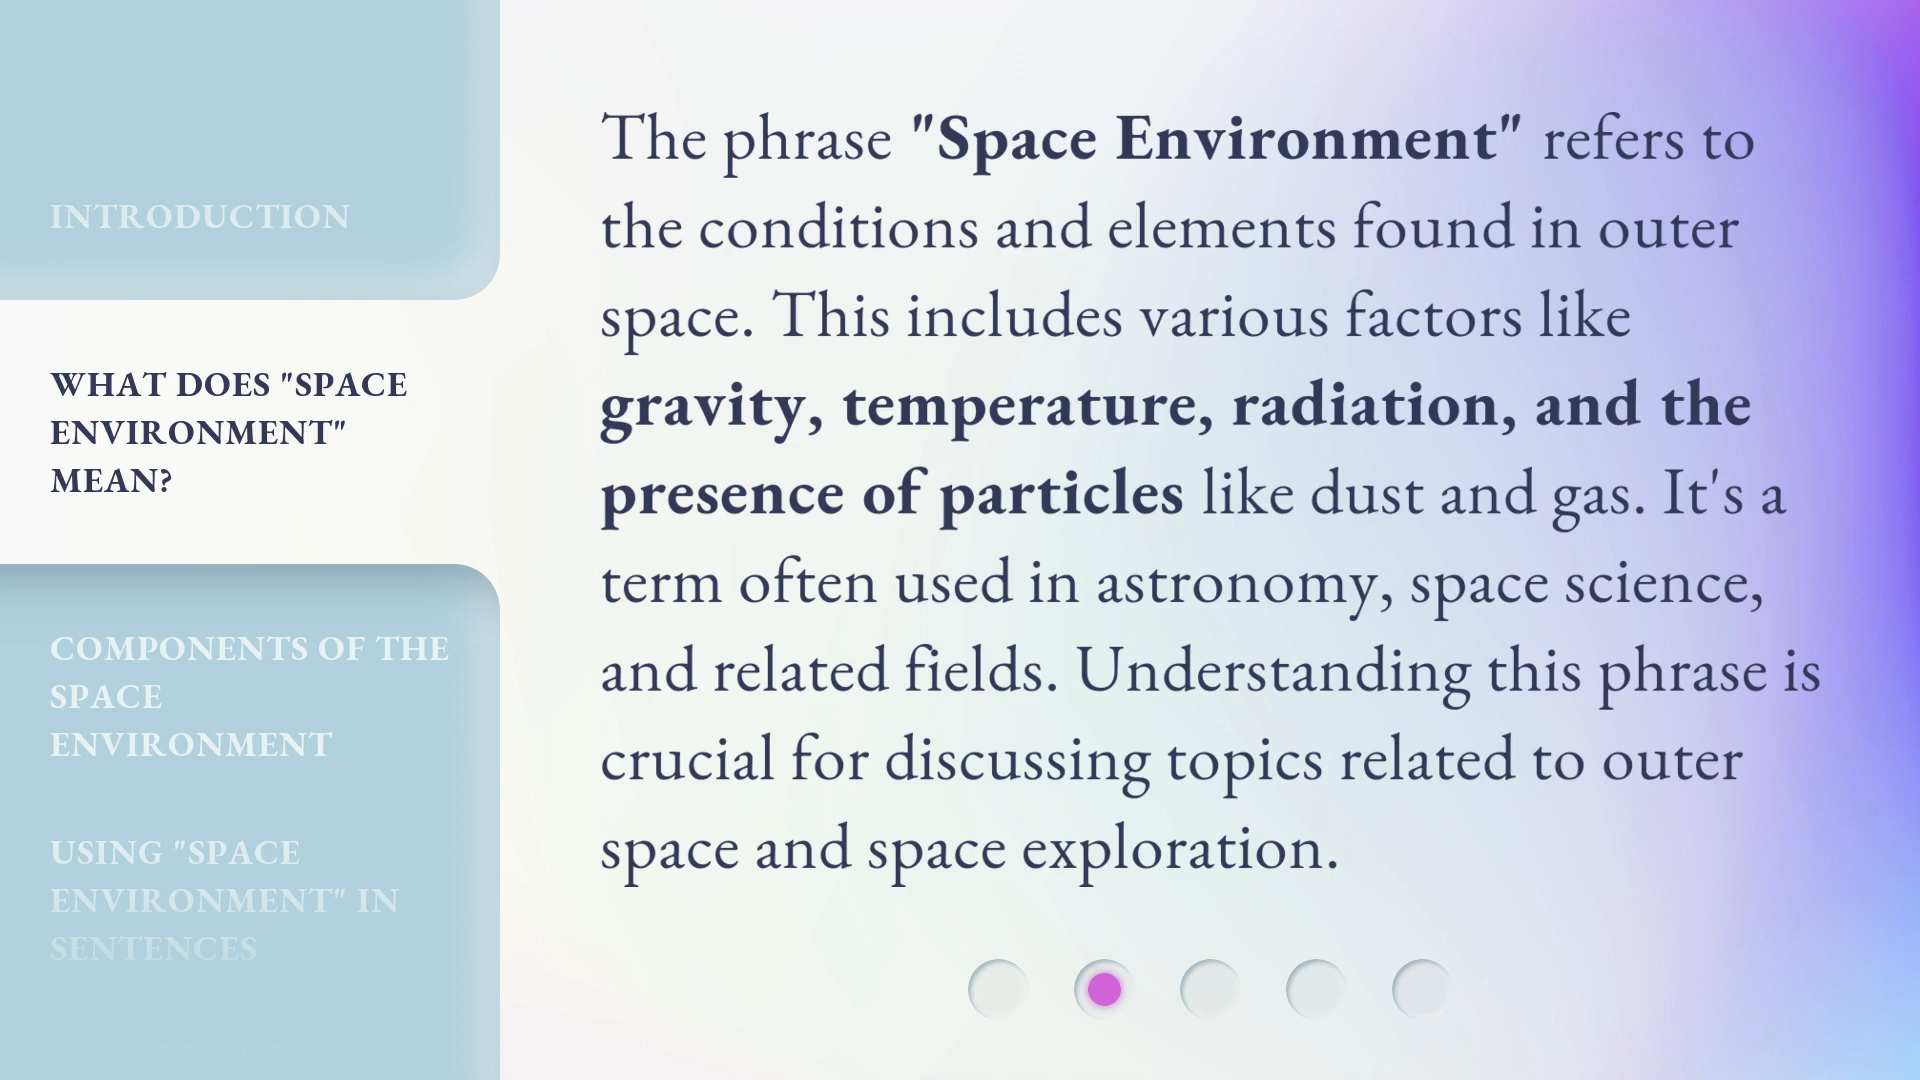 INTRODUCTION
WHAT DOES "SPACE
ENVIRONMENT"
MEAN?
COMPONENTS OF THE
SPACE
ENVIRONMENT
USING "SPACE
ENVIRONMENT" IN
SENTENCES
The phrase "Space Environment" refers to
the conditions and elements found in outer
space. This includes various factors like
gravity, temperature, radiation, and the
presence of particles like dust and gas. It's a
term often used in astronomy, space science,
and related fields. Understanding this phrase is
crucial for discussing topics related to outer
space and space exploration.